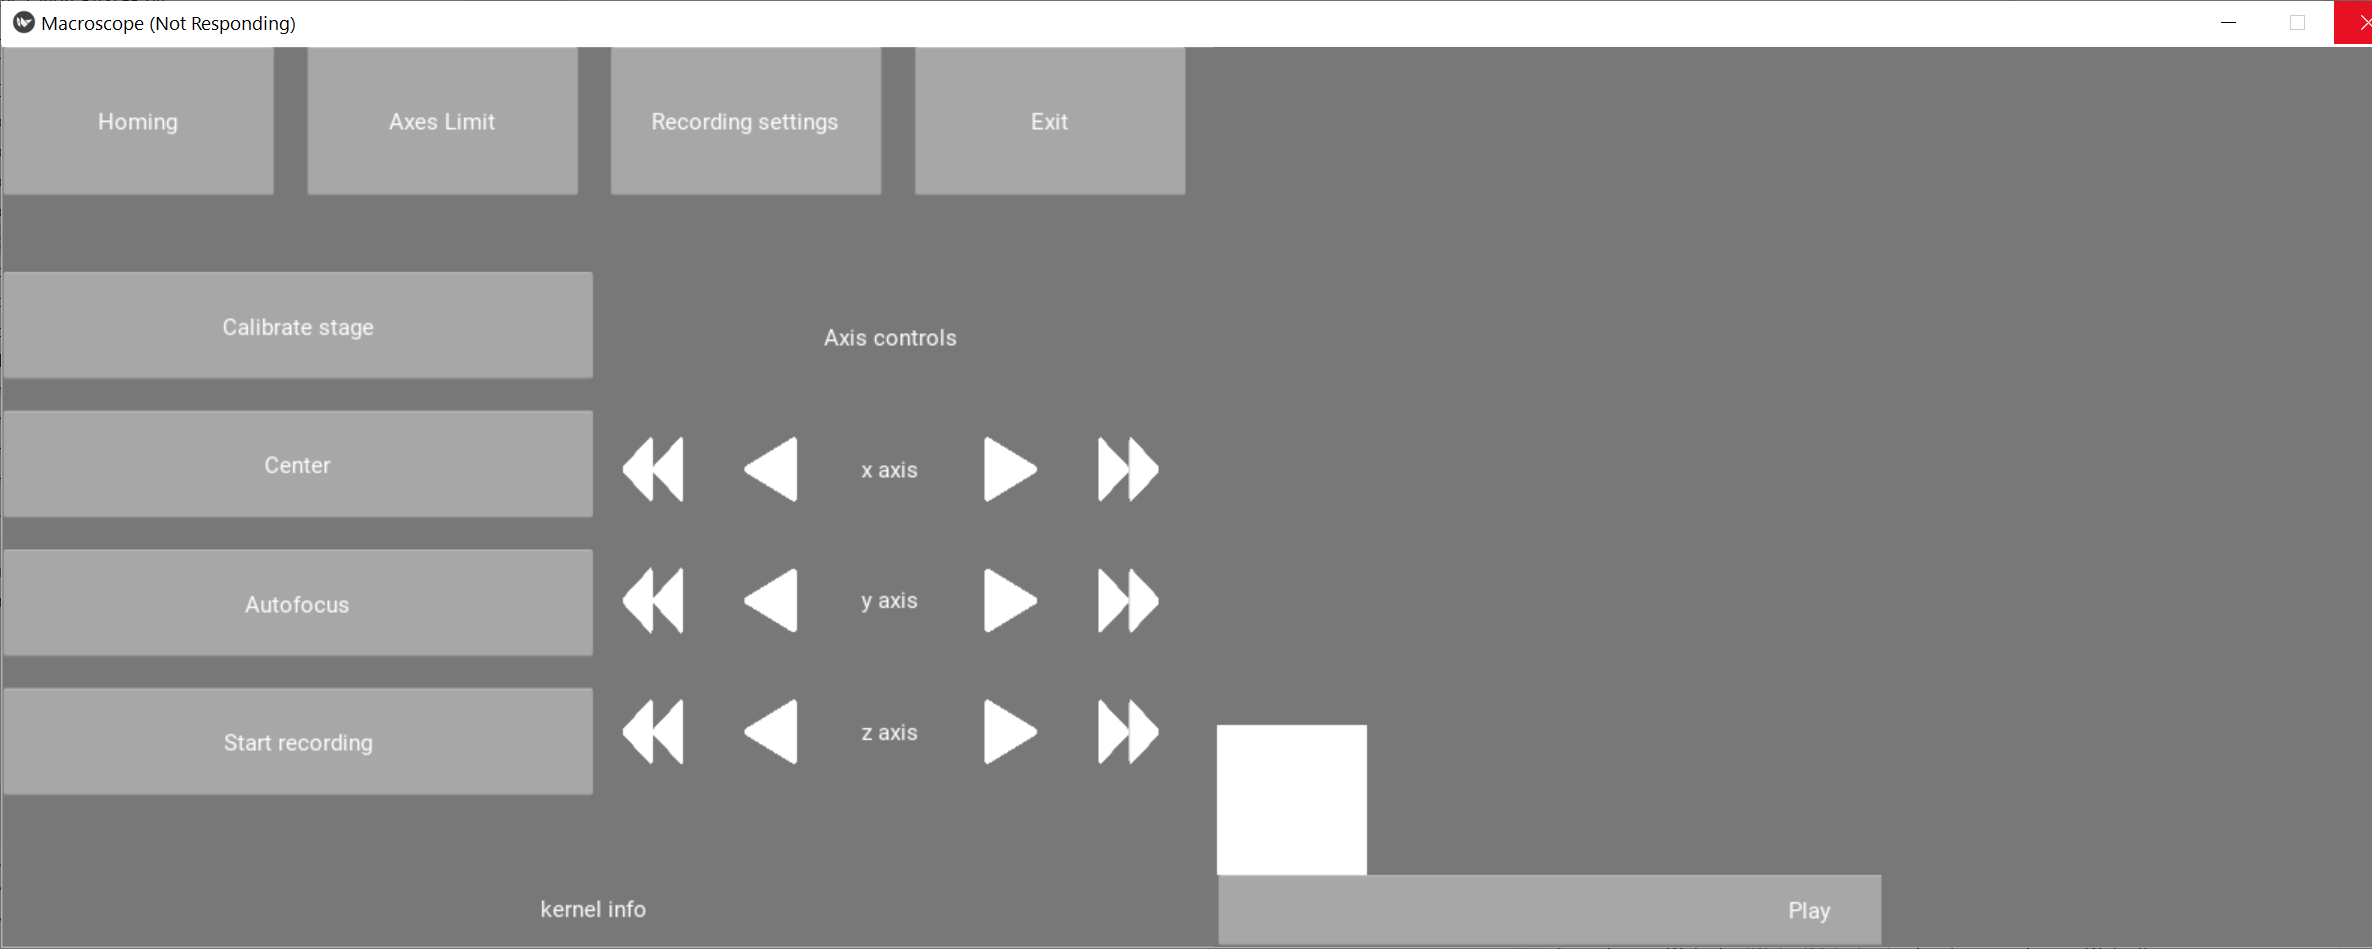 Macroscope (Not Responding)
Homing
Axes Limit
Recording settings
Exit
Calibrate stage
Axis controls
Center
x axis
Autofocus
y axis
Start recording
z axis
kernel info
Play